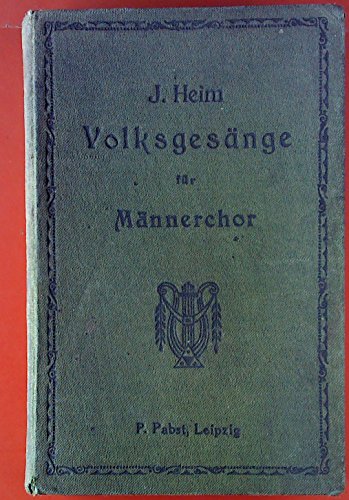 J. Heim
Volksgesänge
für
Männerchor
P. Pabst, Leipzig